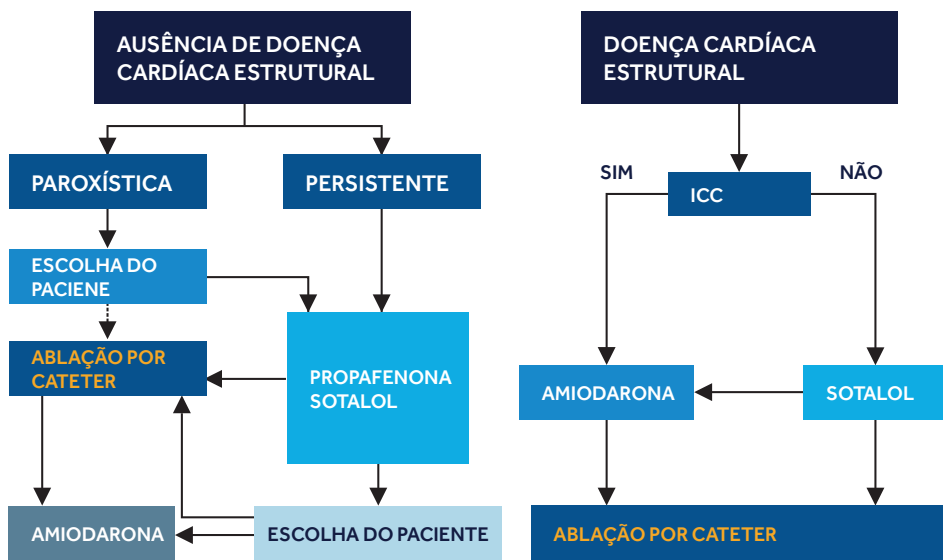 AUSÊNCIA DE DOENÇA
CARDÍACA ESTRUTURAL
PAROXÍSTICA
PERSISTENTE
ESCOLHA DO
PACIENE
ABLAÇÃO POR
CATETER
PROPAFENONA
SOTALOL
AMIODARONA
ESCOLHA DO PACIENTE
DOENÇA CARDÍACA
ESTRUTURAL
SIM
NÃO
ICC
AMIODARONA
SOTALOL
ABLAÇÃO POR CATETER